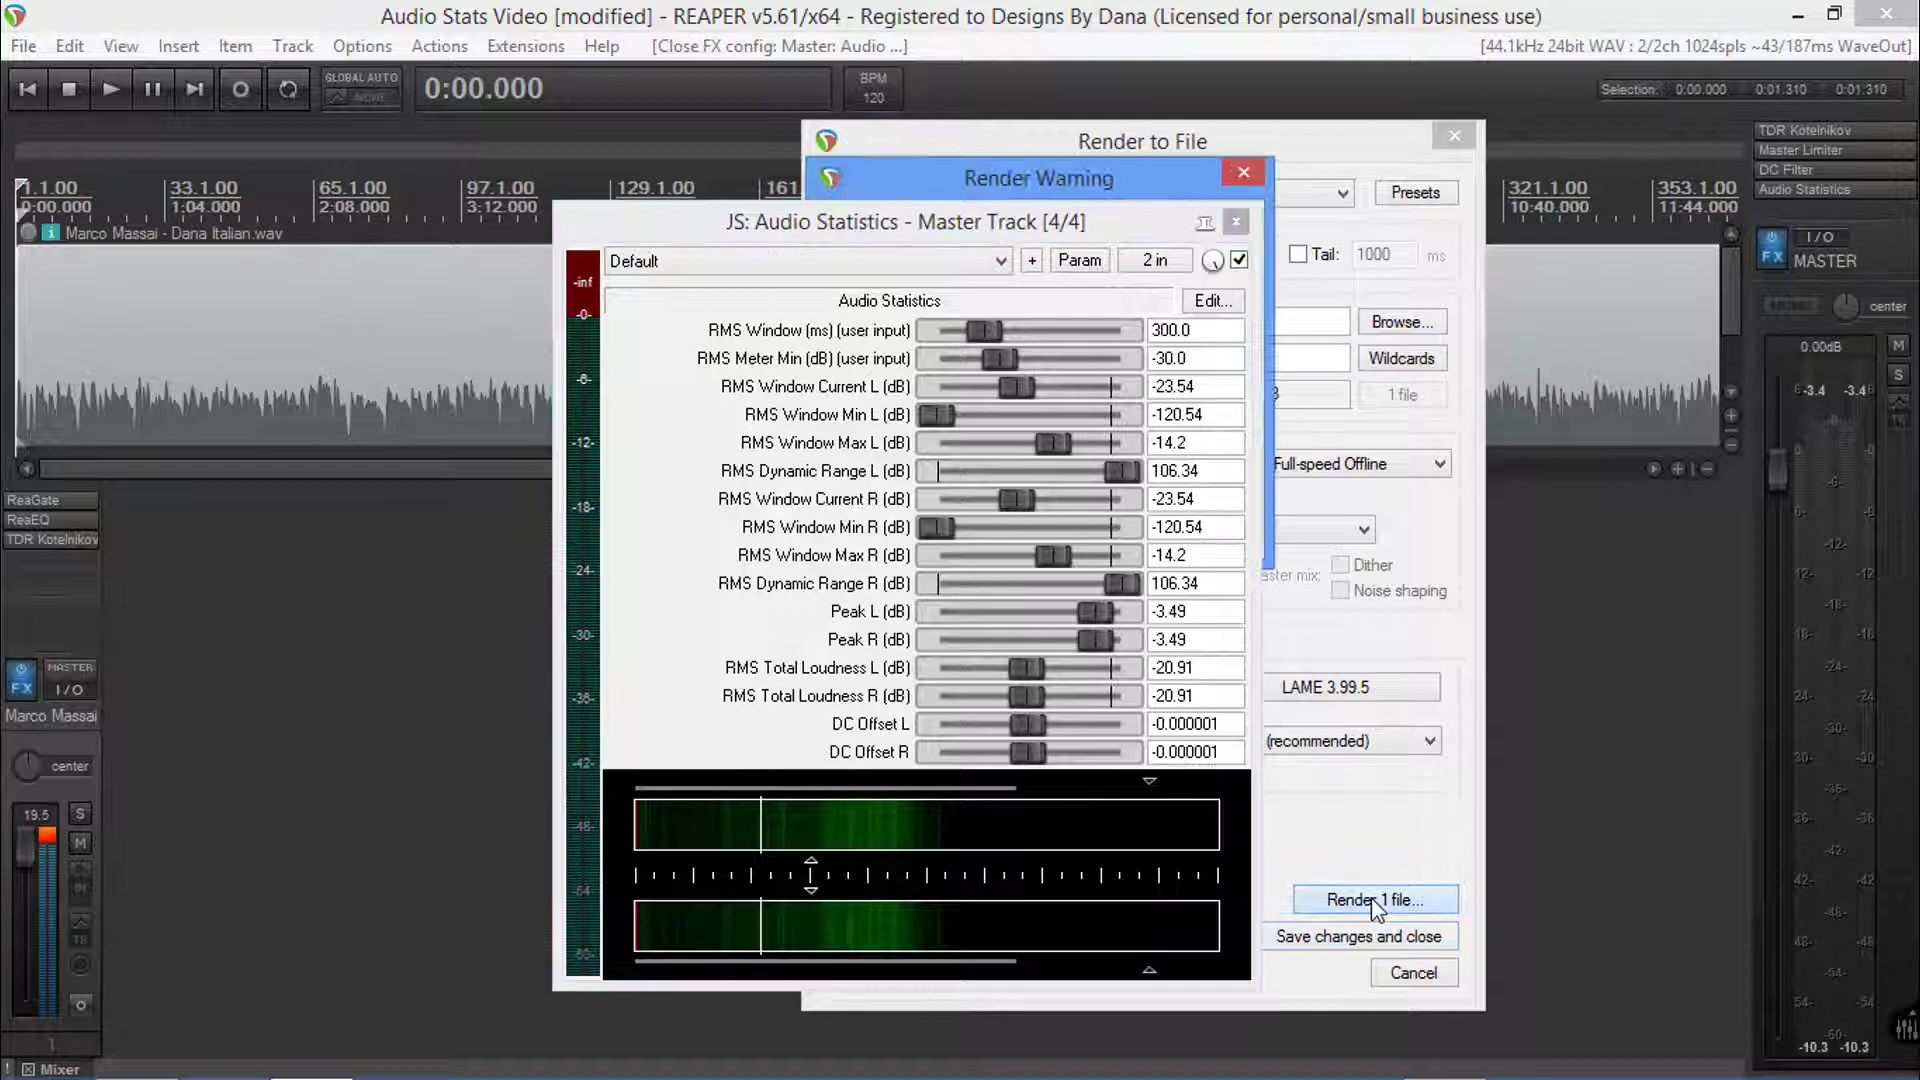 Audio Stats Video [modified] - REAPER v5.61/x64 - Registered to Designs By Dana (Licensed for personal/small business use)
File Edit View Insert Item Track Options Actions Extensions Help [Close FX config: Master: Audio ...] [44.1kHz 24bit WAV : 2/2ch 1024spls ~43/187ms WaveOut]
GLOBAL AUTO
NONE
0:00.000
BPM
120
Selection: 0:00.000 0:01.310 0:01.310
1.1.00 33.1.00 65.1.00 97.1.00 129.1.00 161. 321.1.00 353.1.00
0:00.000 1:04.000 2:08.000 3:12.000 10:40.000 11:44.000
Marco Massai - Dana Italian.wav
Render to File
Presets
Tail: 1000 ms
Browse...
Wildcards
3 1 file
Full-speed Offline
aster mix: Dither
Noise shaping
LAME 3.99.5
(recommended)
Render 1 file...
Save changes and close
Cancel
Render Warning
JS: Audio Statistics - Master Track [4/4]
Default + Param 2 in
Audio Statistics Edit...
RMS Window (ms) (user input) 300.0
RMS Meter Min (dB) (user input) -30.0
RMS Window Current L (dB) -23.54
RMS Window Min L (dB) -120.54
RMS Window Max L (dB) -14.2
RMS Dynamic Range L (dB) 106.34
RMS Window Current R (dB) -23.54
RMS Window Min R (dB) -120.54
RMS Window Max R (dB) -14.2
RMS Dynamic Range R (dB) 106.34
Peak L (dB) -3.49
Peak R (dB) -3.49
RMS Total Loudness L (dB) -20.91
RMS Total Loudness R (dB) -20.91
DC Offset L -0.000001
DC Offset R -0.000001
-inf
-0-
-6-
-12-
-18-
-24-
-30-
-36-
-42-
-48-
-54-
-60-
TDR Kotelnikov
Master Limiter
DC Filter
Audio Statistics
FX
I/O
MASTER
MONO center
0.00dB M
S
6 -3.4 -3.4 6
-10.3 -10.3
ReaGate
ReaEQ
TDR Kotelnikov
FX
MASTER
I/O
Marco Massai
center
19.5 S
M
1
! Mixer